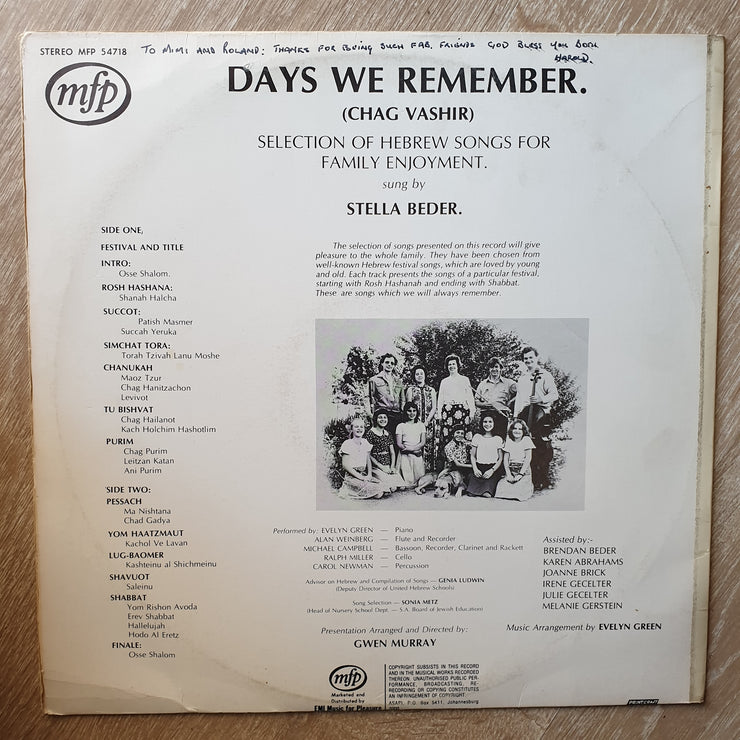 STEREO MFP 54718
TO MIMI AND ROLAND: THANKS FOR BEING SUCH FAB. FRIENDS GOD BLESS YOU BOTH
HAROLD.
mfp
DAYS WE REMEMBER.
(CHAG VASHIR)
SELECTION OF HEBREW SONGS FOR
FAMILY ENJOYMENT.
sung by
STELLA BEDER.
SIDE ONE,
FESTIVAL AND TITLE
INTRO:
Osse Shalom.
ROSH HASHANA:
Shanah Halcha
SUCCOT:
Patish Masmer
Succah Yeruka
SIMCHAT TORA:
Torah Tzivah Lanu Moshe
CHANUKAH
Maoz Tzur
Chag Hanitzachon
Levivot
TU BISHVAT
Chag Hailanot
Kach Holchim Hashotlim
PURIM
Chag Purim
Leitzan Katan
Ani Purim
SIDE TWO:
PESSACH
Ma Nishtana
Chad Gadya
YOM HAATZMAUT
Kachol Ve Lavan
LUG-BAOMER
Kashteinu al Shichmeinu
SHAVUOT
Saleinu
SHABBAT
Yom Rishon Avoda
Erev Shabbat
Hallelujah
Hodo Al Eretz
FINALE:
Osse Shalom
The selection of songs presented on this record will give
pleasure to the whole family. They have been chosen from
well-known Hebrew festival songs, which are loved by young
and old. Each track presents the songs of a particular festival,
starting with Rosh Hashanah and ending with Shabbat.
These are songs which we will always remember.
Performed by: EVELYN GREEN — Piano
ALAN WEINBERG — Flute and Recorder
MICHAEL CAMPBELL — Bassoon, Recorder, Clarinet and Rackett
RALPH MILLER — Cello
CAROL NEWMAN — Percussion
Advisor on Hebrew and Compilation of Songs — GENIA LUDWIN
(Deputy Director of United Hebrew Schools)
Song Selection — SONIA METZ
(Head of Nursery School Dept. — S.A. Board of Jewish Education)
Presentation Arranged and Directed by:
GWEN MURRAY
Assisted by:-
BRENDAN BEDER
KAREN ABRAHAMS
JOANNE BRICK
IRENE GECELTER
JULIE GECELTER
MELANIE GERSTEIN
Music Arrangement by EVELYN GREEN
mfp
Marketed and
Distributed by
EMI Music for Pleasure
COPYRIGHT SUBSISTS IN THIS RECORD
AND IN THE MUSICAL WORKS RECORDED
THEREON. UNAUTHORISED PUBLIC PER-
FORMANCE, BROADCASTING, RE-
RECORDING OR COPYING CONSTITUTES
AN INFRINGEMENT OF COPYRIGHT.
ASAPI, P.O. Box 5411, Johannesburg
PRINTCRAFT